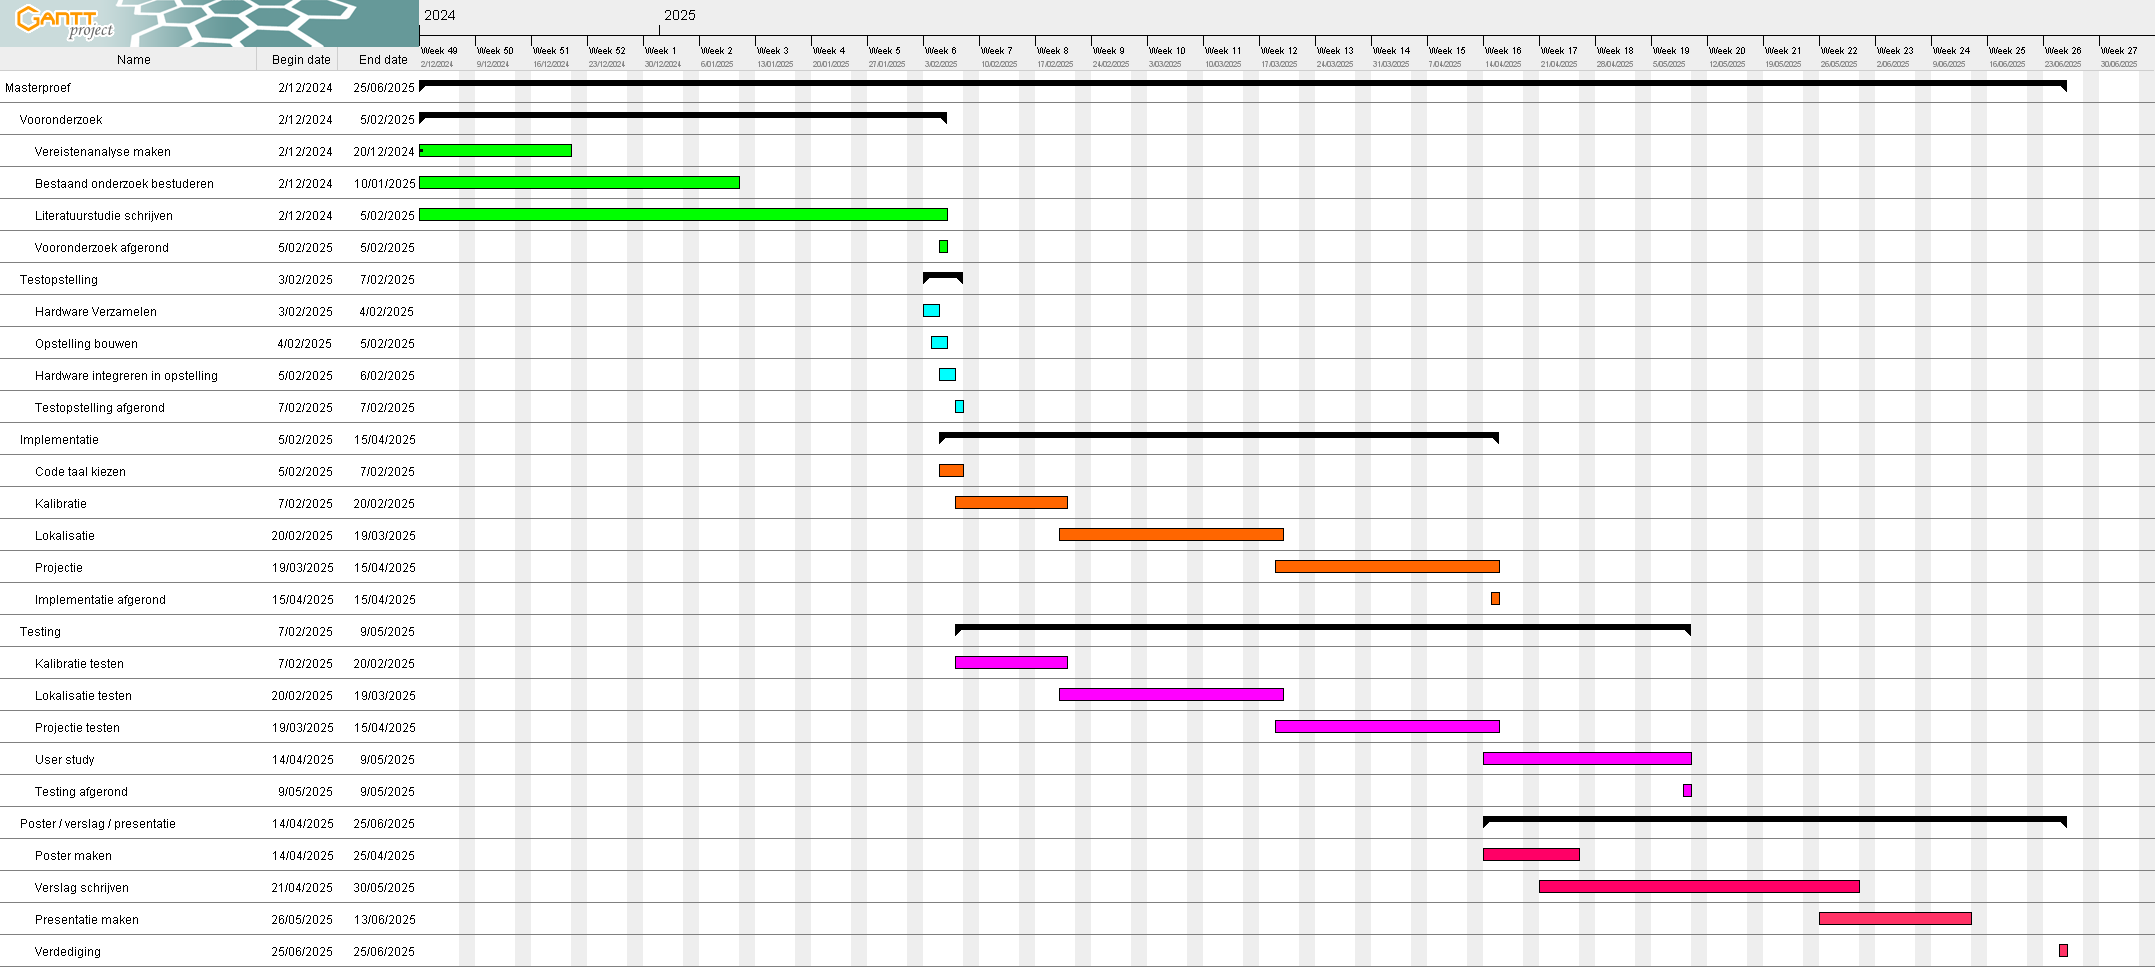 GANTT
project
2024 2025
Week 49 Week 50 Week 51 Week 52 Week 1 Week 2 Week 3 Week 4 Week 5 Week 6 Week 7 Week 8 Week 9 Week 10 Week 11 Week 12 Week 13 Week 14 Week 15 Week 16 Week 17 Week 18 Week 19 Week 20 Week 21 Week 22 Week 23 Week 24 Week 25 Week 26 Week 27
Name Begin date End date 2/12/2024 9/12/2024 16/12/2024 23/12/2024 30/12/2024 6/01/2025 13/01/2025 20/01/2025 27/01/2025 3/02/2025 10/02/2025 17/02/2025 24/02/2025 3/03/2025 10/03/2025 17/03/2025 24/03/2025 31/03/2025 7/04/2025 14/04/2025 21/04/2025 28/04/2025 5/05/2025 12/05/2025 19/05/2025 26/05/2025 2/06/2025 9/06/2025 16/06/2025 23/06/2025 30/06/2025
Masterproef 2/12/2024 25/06/2025
Vooronderzoek 2/12/2024 5/02/2025
Vereistenanalyse maken 2/12/2024 20/12/2024
Bestaand onderzoek bestuderen 2/12/2024 10/01/2025
Literatuurstudie schrijven 2/12/2024 5/02/2025
Vooronderzoek afgerond 5/02/2025 5/02/2025
Testopstelling 3/02/2025 7/02/2025
Hardware Verzamelen 3/02/2025 4/02/2025
Opstelling bouwen 4/02/2025 5/02/2025
Hardware integreren in opstelling 5/02/2025 6/02/2025
Testopstelling afgerond 7/02/2025 7/02/2025
Implementatie 5/02/2025 15/04/2025
Code taal kiezen 5/02/2025 7/02/2025
Kalibratie 7/02/2025 20/02/2025
Lokalisatie 20/02/2025 19/03/2025
Projectie 19/03/2025 15/04/2025
Implementatie afgerond 15/04/2025 15/04/2025
Testing 7/02/2025 9/05/2025
Kalibratie testen 7/02/2025 20/02/2025
Lokalisatie testen 20/02/2025 19/03/2025
Projectie testen 19/03/2025 15/04/2025
User study 14/04/2025 9/05/2025
Testing afgerond 9/05/2025 9/05/2025
Poster / verslag / presentatie 14/04/2025 25/06/2025
Poster maken 14/04/2025 25/04/2025
Verslag schrijven 21/04/2025 30/05/2025
Presentatie maken 26/05/2025 13/06/2025
Verdediging 25/06/2025 25/06/2025